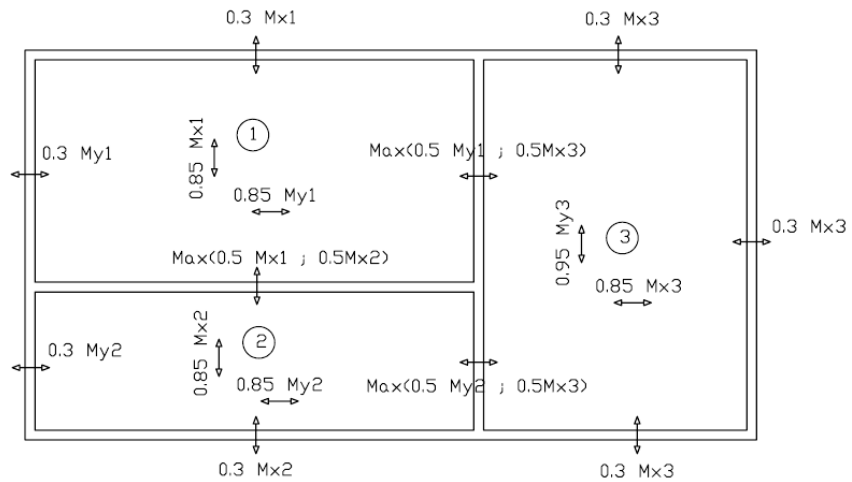 0.3 Mx1
0.3 Mx3
0.3 My1
0.85 Mx1
1
0.85 My1
Max(0.5 My1 ; 0.5Mx3)
Max(0.5 Mx1 ; 0.5Mx2)
0.95 My3
3
0.85 Mx3
0.3 Mx3
0.3 My2
0.85 Mx2
2
0.85 My2
Max(0.5 My2 ; 0.5Mx3)
0.3 Mx2
0.3 Mx3